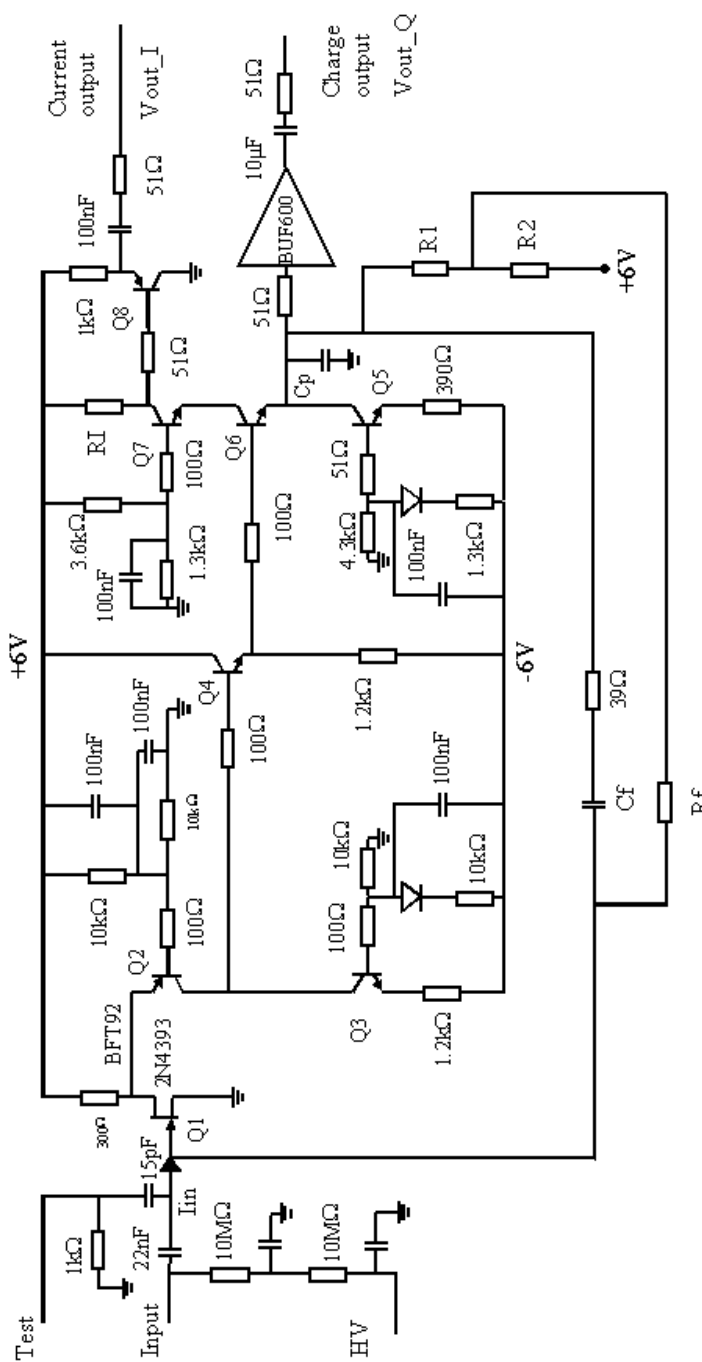 Test
1kΩ
15pF
Input
22nF
Iin
10MΩ
10MΩ
HV
+6V
300Ω
BFT92
2N4393
Q1
Q2
10kΩ
100nF
100nF
100Ω
10kΩ
Q4
100Ω
Q3
100Ω
10kΩ
10kΩ
100nF
1.2kΩ
1.2kΩ
-6V
3.6kΩ
100nF
1.3kΩ
100Ω
RI
Q7
51Ω
Q8
1kΩ
100nF
51Ω
Current
output
Vout_I
100Ω
Q6
Cp
51Ω
BUF600
10µF
51Ω
Charge
output
Vout_Q
Q5
51Ω
4.3kΩ
100nF
1.3kΩ
390Ω
R1
R2
+6V
39Ω
Cf
Rf